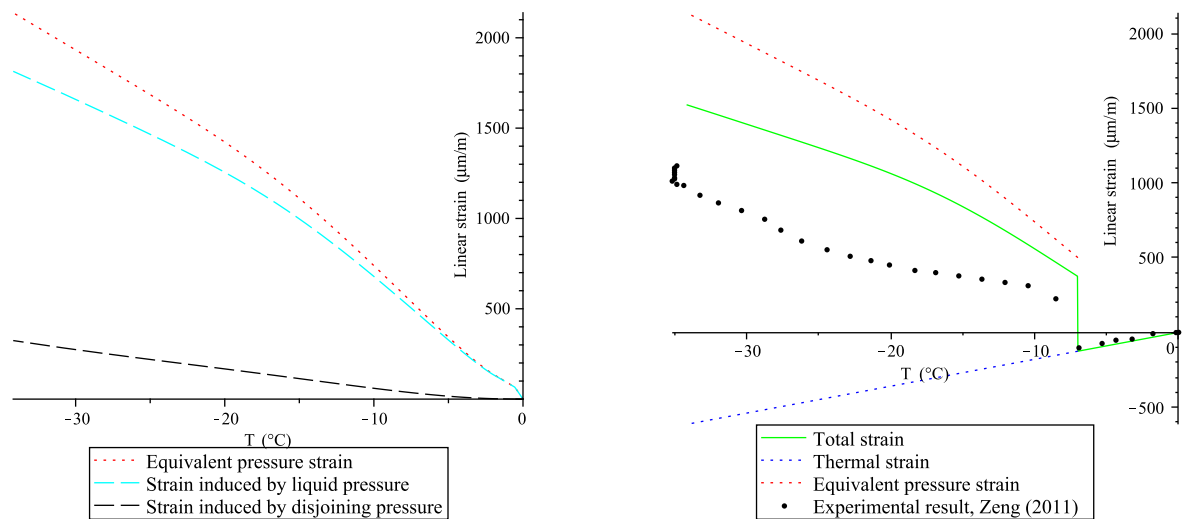 2000
1500
1000
500
Linear strain (μm/m)
−30
−20
−10
0
T (°C)
Equivalent pressure strain
Strain induced by liquid pressure
Strain induced by disjoining pressure
2000
1500
1000
500
Linear strain (μm/m)
−30
−20
−10
0
T (°C)
−500
Total strain
Thermal strain
Equivalent pressure strain
Experimental result, Zeng (2011)